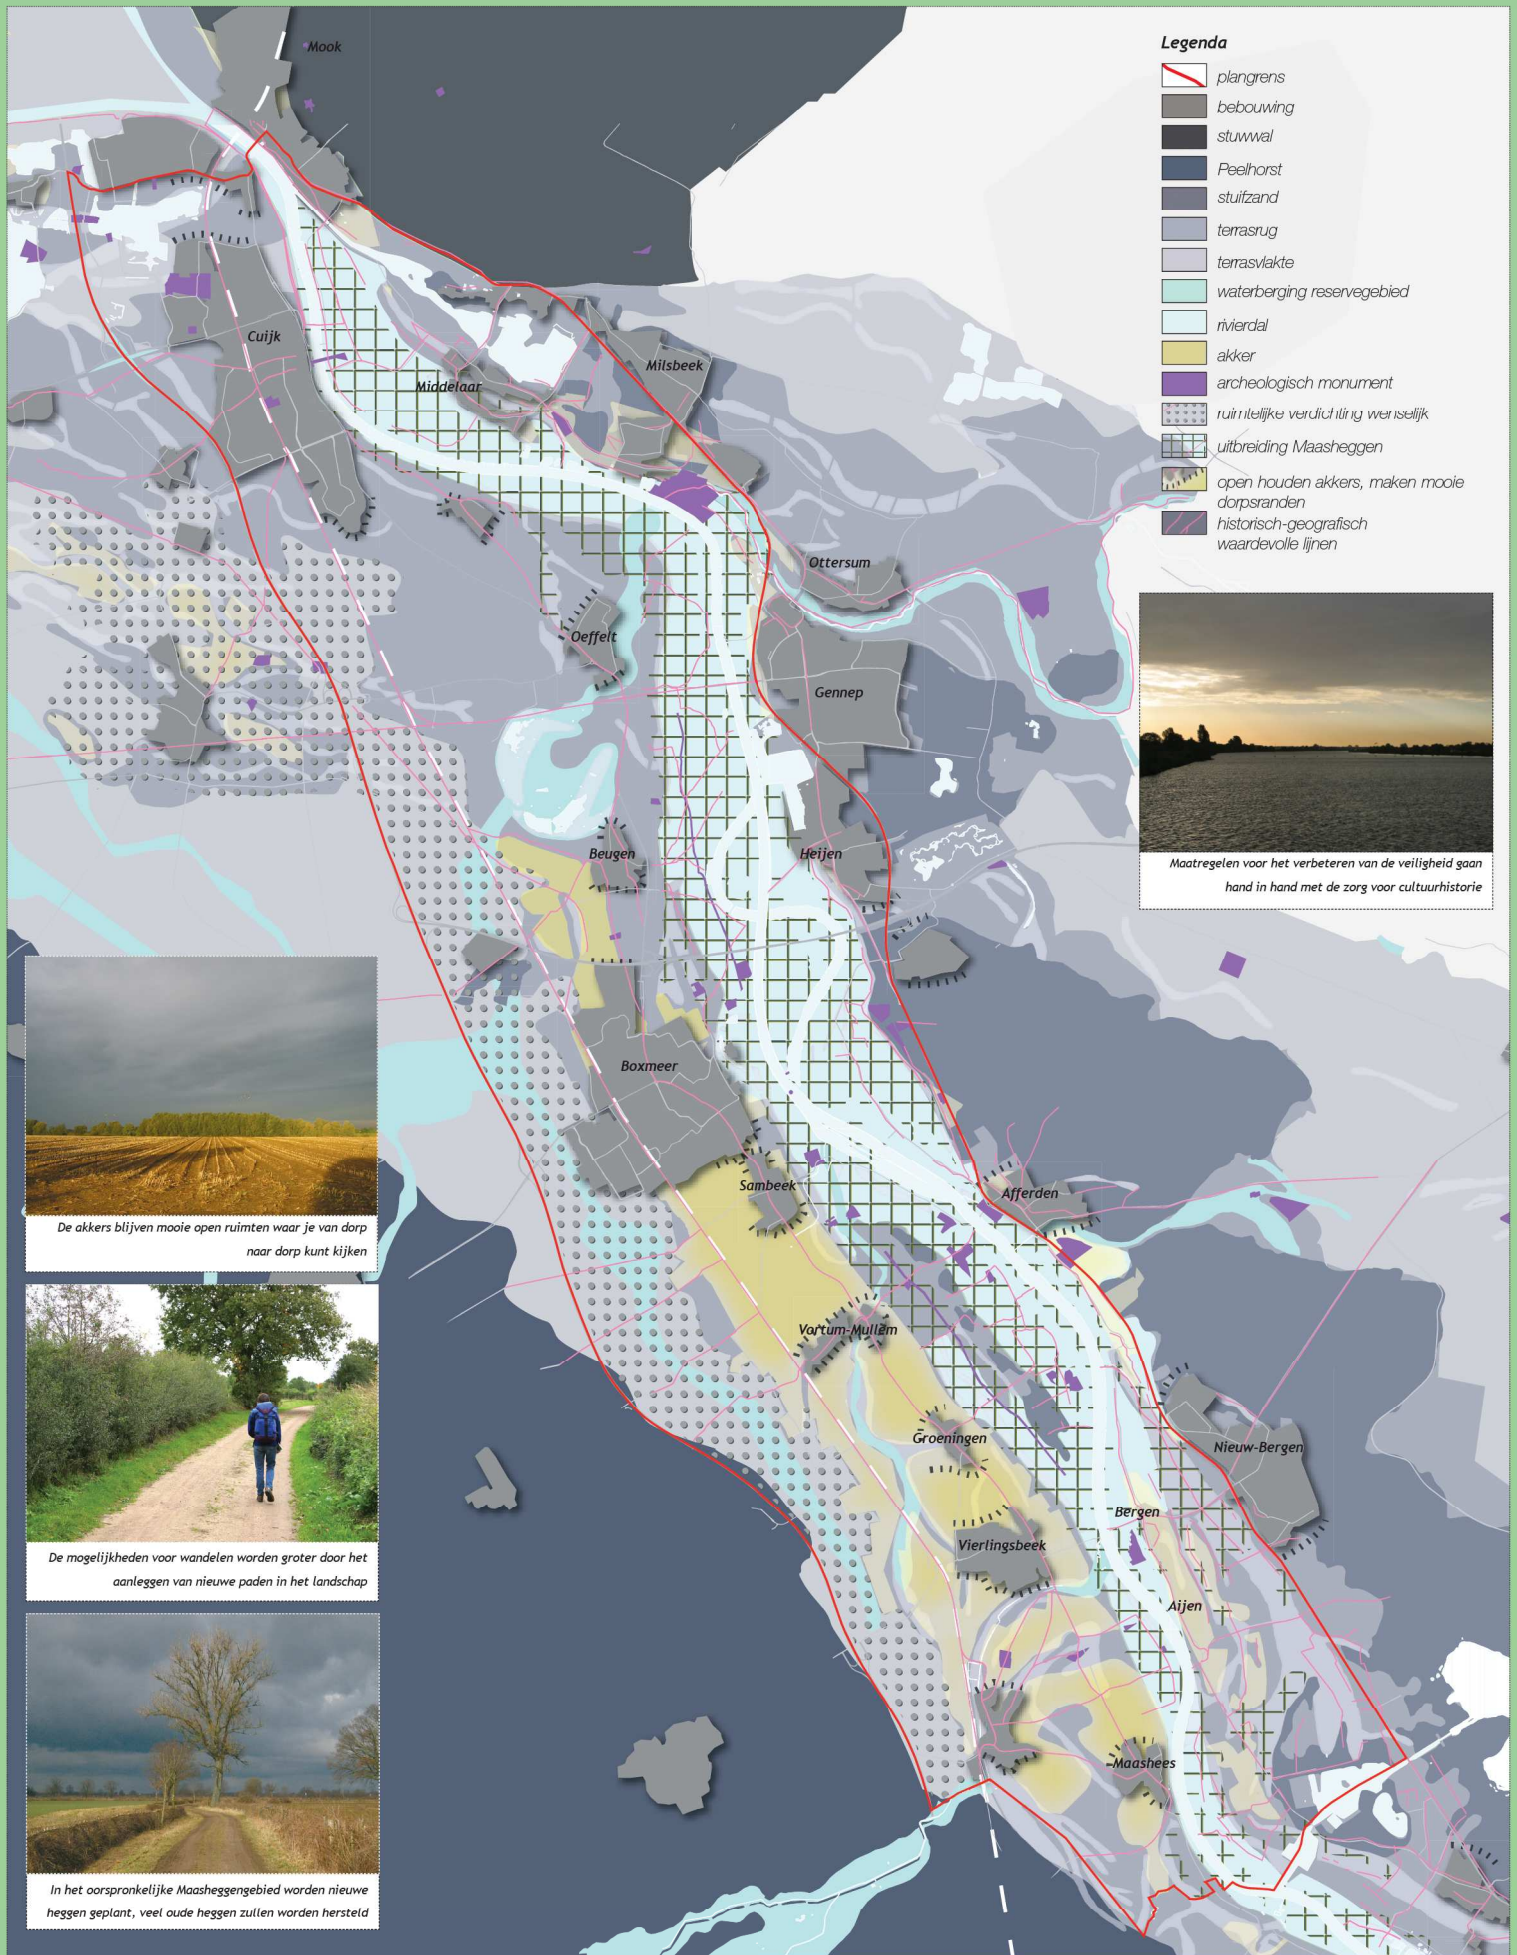 Legenda
plangrens
bebouwing
stuwwal
Peelhorst
stuifzand
terrasrug
terrasvlakte
waterberging reservegebied
rivierdal
akker
archeologisch monument
ruimtelijke verdichting wenselijk
uitbreiding Maasheggen
open houden akkers, maken mooie
dorpsranden
historisch-geografisch
waardevolle lijnen
Mook
Cuijk
Middelaar
Milsbeek
Ottersum
Oeffelt
Gennep
Beugen
Heijen
Boxmeer
Sambeek
Afferden
Vortum-Mullem
Groeningen
Nieuw-Bergen
Bergen
Vierlingsbeek
Aijen
Maashees
Maatregelen voor het verbeteren van de veiligheid gaan
hand in hand met de zorg voor cultuurhistorie
De akkers blijven mooie open ruimten waar je van dorp
naar dorp kunt kijken
De mogelijkheden voor wandelen worden groter door het
aanleggen van nieuwe paden in het landschap
In het oorspronkelijke Maasheggengebied worden nieuwe
heggen geplant, veel oude heggen zullen worden hersteld